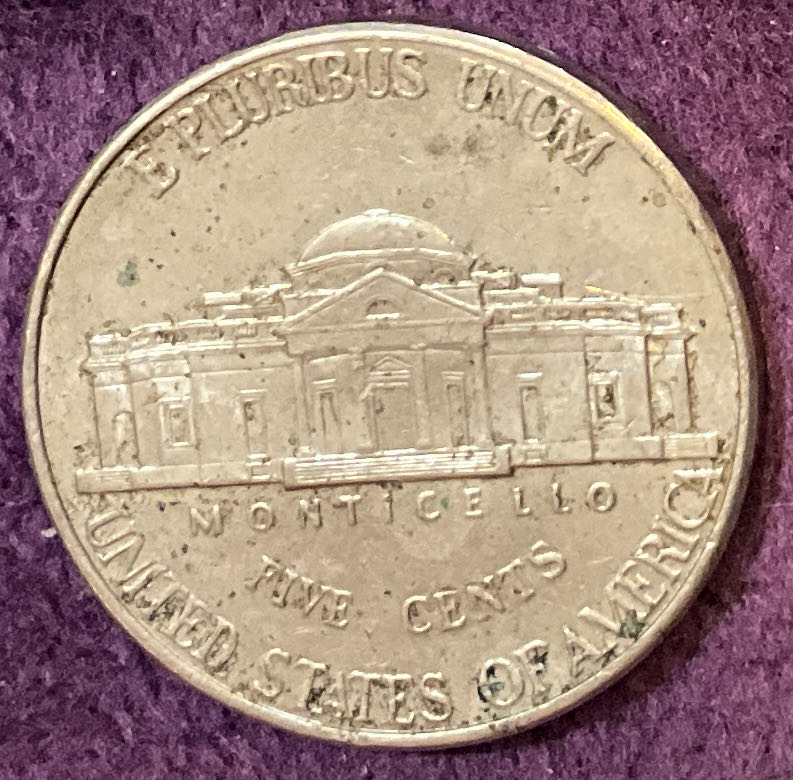 E PLURIBUS UNUM
MONTICELLO
FIVE CENTS
UNITED STATES OF AMERICA